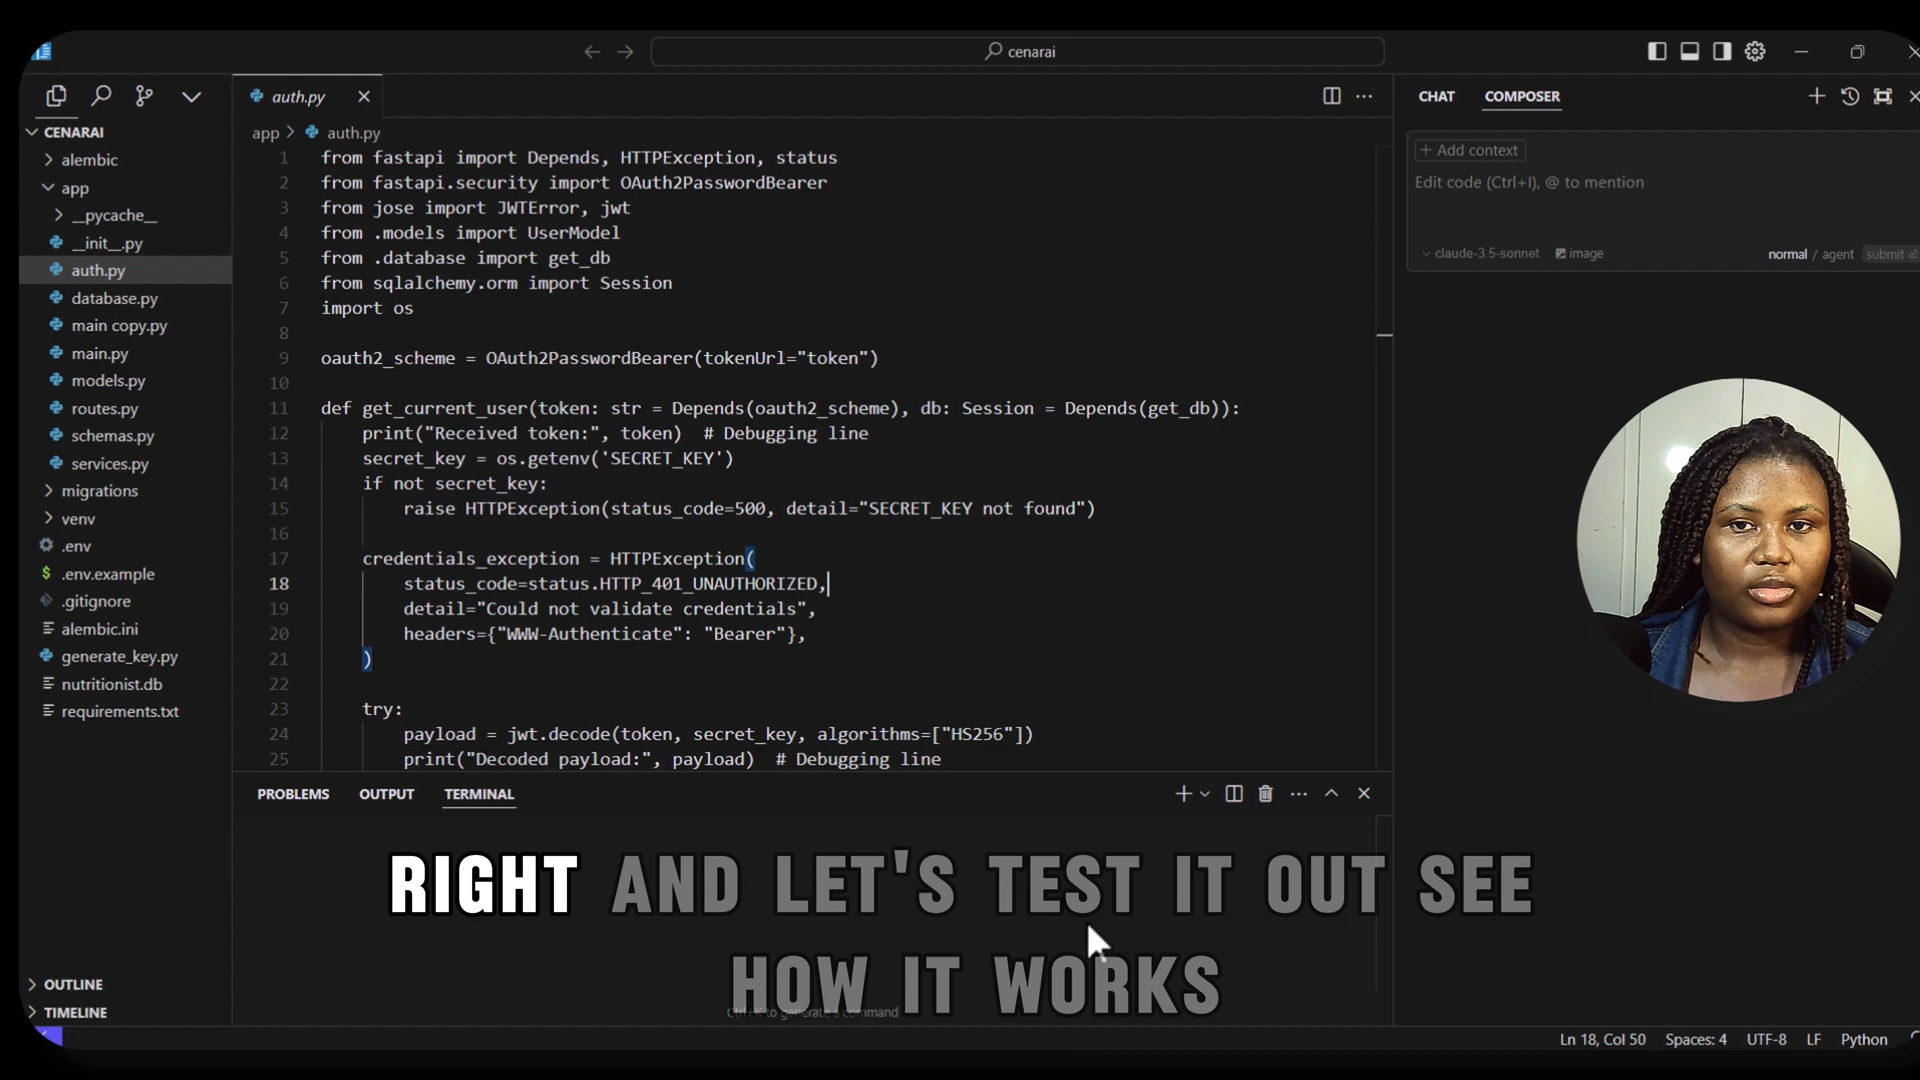 cenarai
CENARAI
alembic
app
__pycache__
__init__.py
auth.py
database.py
main copy.py
main.py
models.py
routes.py
schemas.py
services.py
migrations
venv
.env
.env.example
.gitignore
alembic.ini
generate_key.py
nutritionist.db
requirements.txt
OUTLINE
TIMELINE
auth.py
app > auth.py
1 from fastapi import Depends, HTTPException, status
2 from fastapi.security import OAuth2PasswordBearer
3 from jose import JWTError, jwt
4 from .models import UserModel
5 from .database import get_db
6 from sqlalchemy.orm import Session
7 import os
8
9 oauth2_scheme = OAuth2PasswordBearer(tokenUrl="token")
10
11 def get_current_user(token: str = Depends(oauth2_scheme), db: Session = Depends(get_db)):
12 print("Received token:", token) # Debugging line
13 secret_key = os.getenv('SECRET_KEY')
14 if not secret_key:
15 raise HTTPException(status_code=500, detail="SECRET_KEY not found")
16
17 credentials_exception = HTTPException(
18 status_code=status.HTTP_401_UNAUTHORIZED,
19 detail="Could not validate credentials",
20 headers={"WWW-Authenticate": "Bearer"},
21 )
22
23 try:
24 payload = jwt.decode(token, secret_key, algorithms=["HS256"])
25 print("Decoded payload:", payload) # Debugging line
PROBLEMS OUTPUT TERMINAL
RIGHT AND LET'S TEST IT OUT SEE
HOW IT WORKS
Ctrl+K to generate a command
CHAT COMPOSER
+ Add context
Edit code (Ctrl+I), @ to mention
claude-3.5-sonnet image normal / agent submit
Ln 18, Col 50 Spaces: 4 UTF-8 LF Python